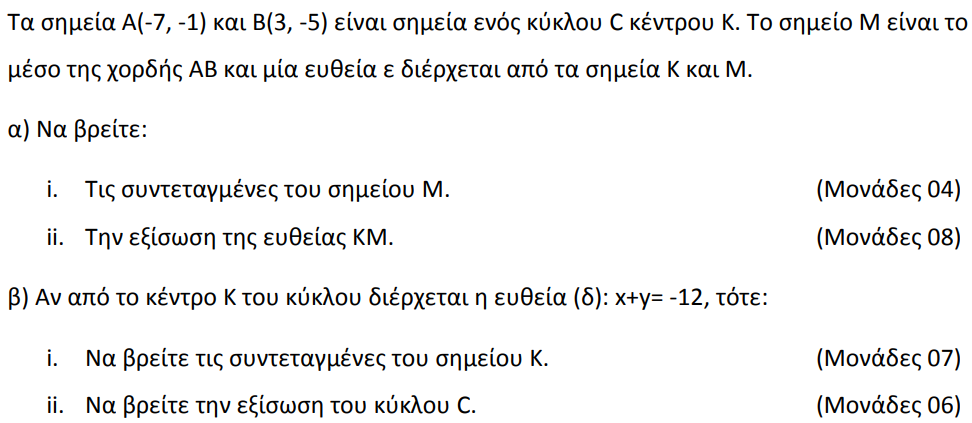 Τα σημεία Α(-7, -1) και Β(3, -5) είναι σημεία ενός κύκλου C κέντρου Κ. Το σημείο Μ είναι το
μέσο της χορδής ΑΒ και μία ευθεία ε διέρχεται από τα σημεία Κ και Μ.
α) Να βρείτε:
i. Τις συντεταγμένες του σημείου Μ. (Μονάδες 04)
ii. Την εξίσωση της ευθείας ΚΜ. (Μονάδες 08)
β) Αν από το κέντρο Κ του κύκλου διέρχεται η ευθεία (δ): x+y= -12, τότε:
i. Να βρείτε τις συντεταγμένες του σημείου Κ. (Μονάδες 07)
ii. Να βρείτε την εξίσωση του κύκλου C. (Μονάδες 06)